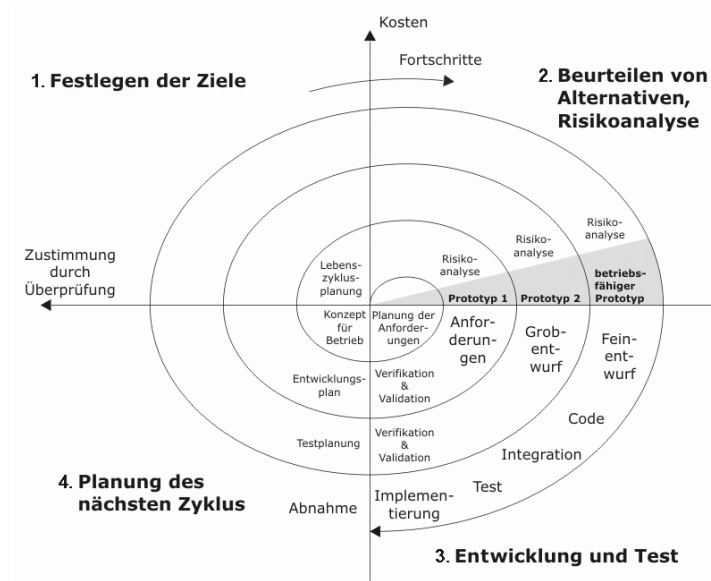 Kosten
Fortschritte
1. Festlegen der Ziele
2. Beurteilen von
Alternativen,
Risikoanalyse
Zustimmung
durch
Überprüfung
Risiko-
analyse
Risiko-
analyse
Risiko-
analyse
Lebens-
zyklus-
planung
Prototyp 1
Prototyp 2
betriebs-
fähiger
Prototyp
Konzept
für
Betrieb
Planung der
Anforder-
ungen
Anfor-
derun-
gen
Grob-
ent-
wurf
Fein-
ent-
wurf
Entwicklungs-
plan
Verifikation
&
Validation
Code
Testplanung
Verifikation
&
Validation
Integration
Test
4. Planung des
nächsten Zyklus
Abnahme
Implemen-
tierung
3. Entwicklung und Test